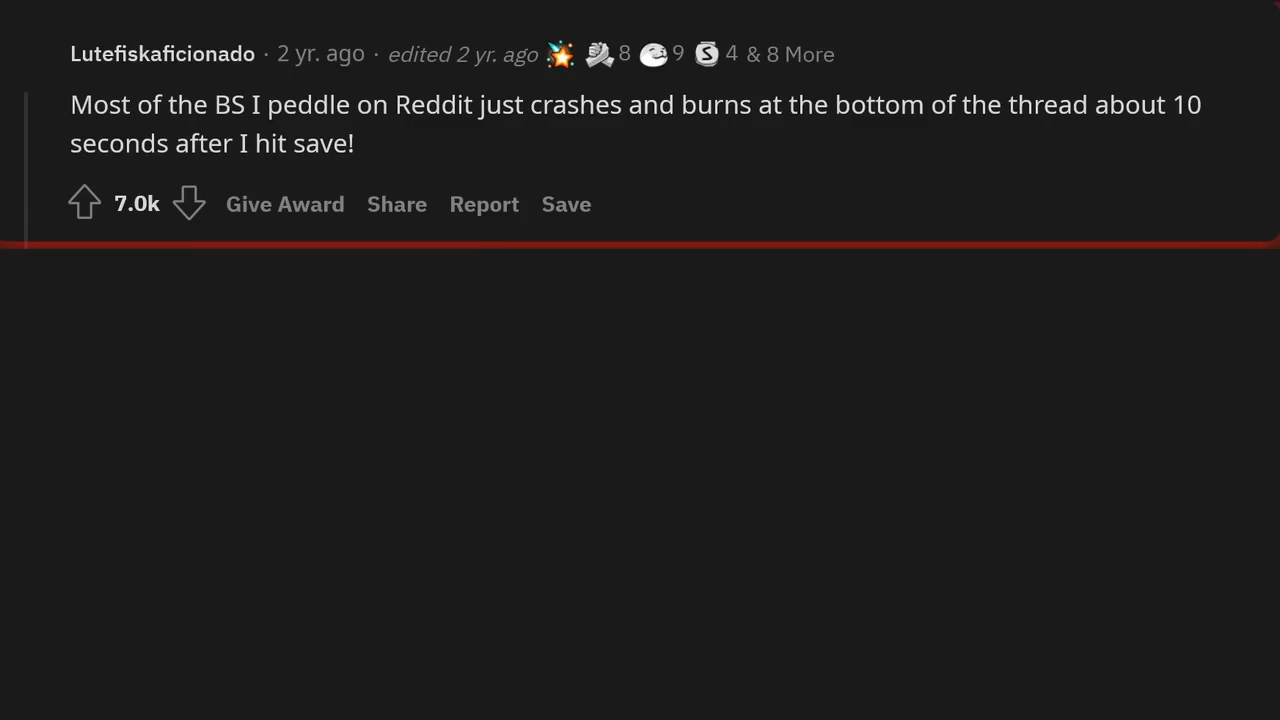 Lutefiskaficionado · 2 yr. ago · edited 2 yr. ago 8 9 S 4 & 8 More
Most of the BS I peddle on Reddit just crashes and burns at the bottom of the thread about 10
seconds after I hit save!
7.0k Give Award Share Report Save